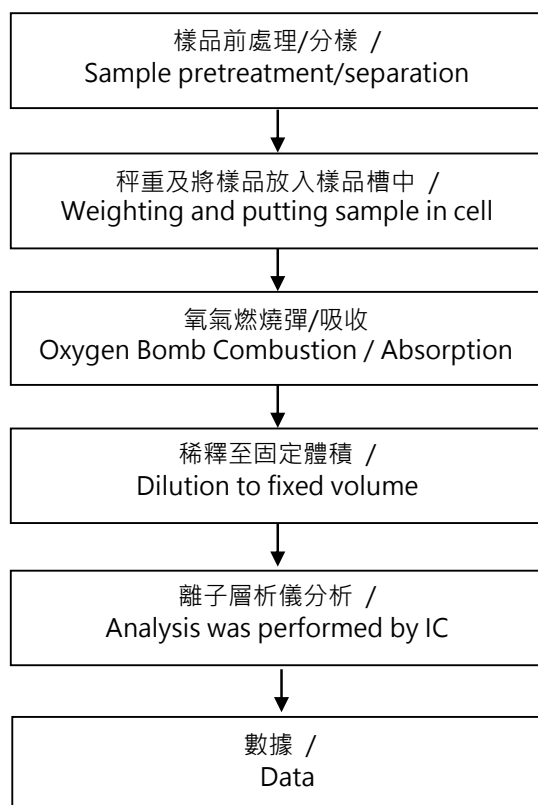 樣品前處理/分樣 /
Sample pretreatment/separation
秤重及將樣品放入樣品槽中 /
Weighting and putting sample in cell
氧氣燃燒彈/吸收
Oxygen Bomb Combustion / Absorption
稀釋至固定體積 /
Dilution to fixed volume
離子層析儀分析 /
Analysis was performed by IC
數據 /
Data